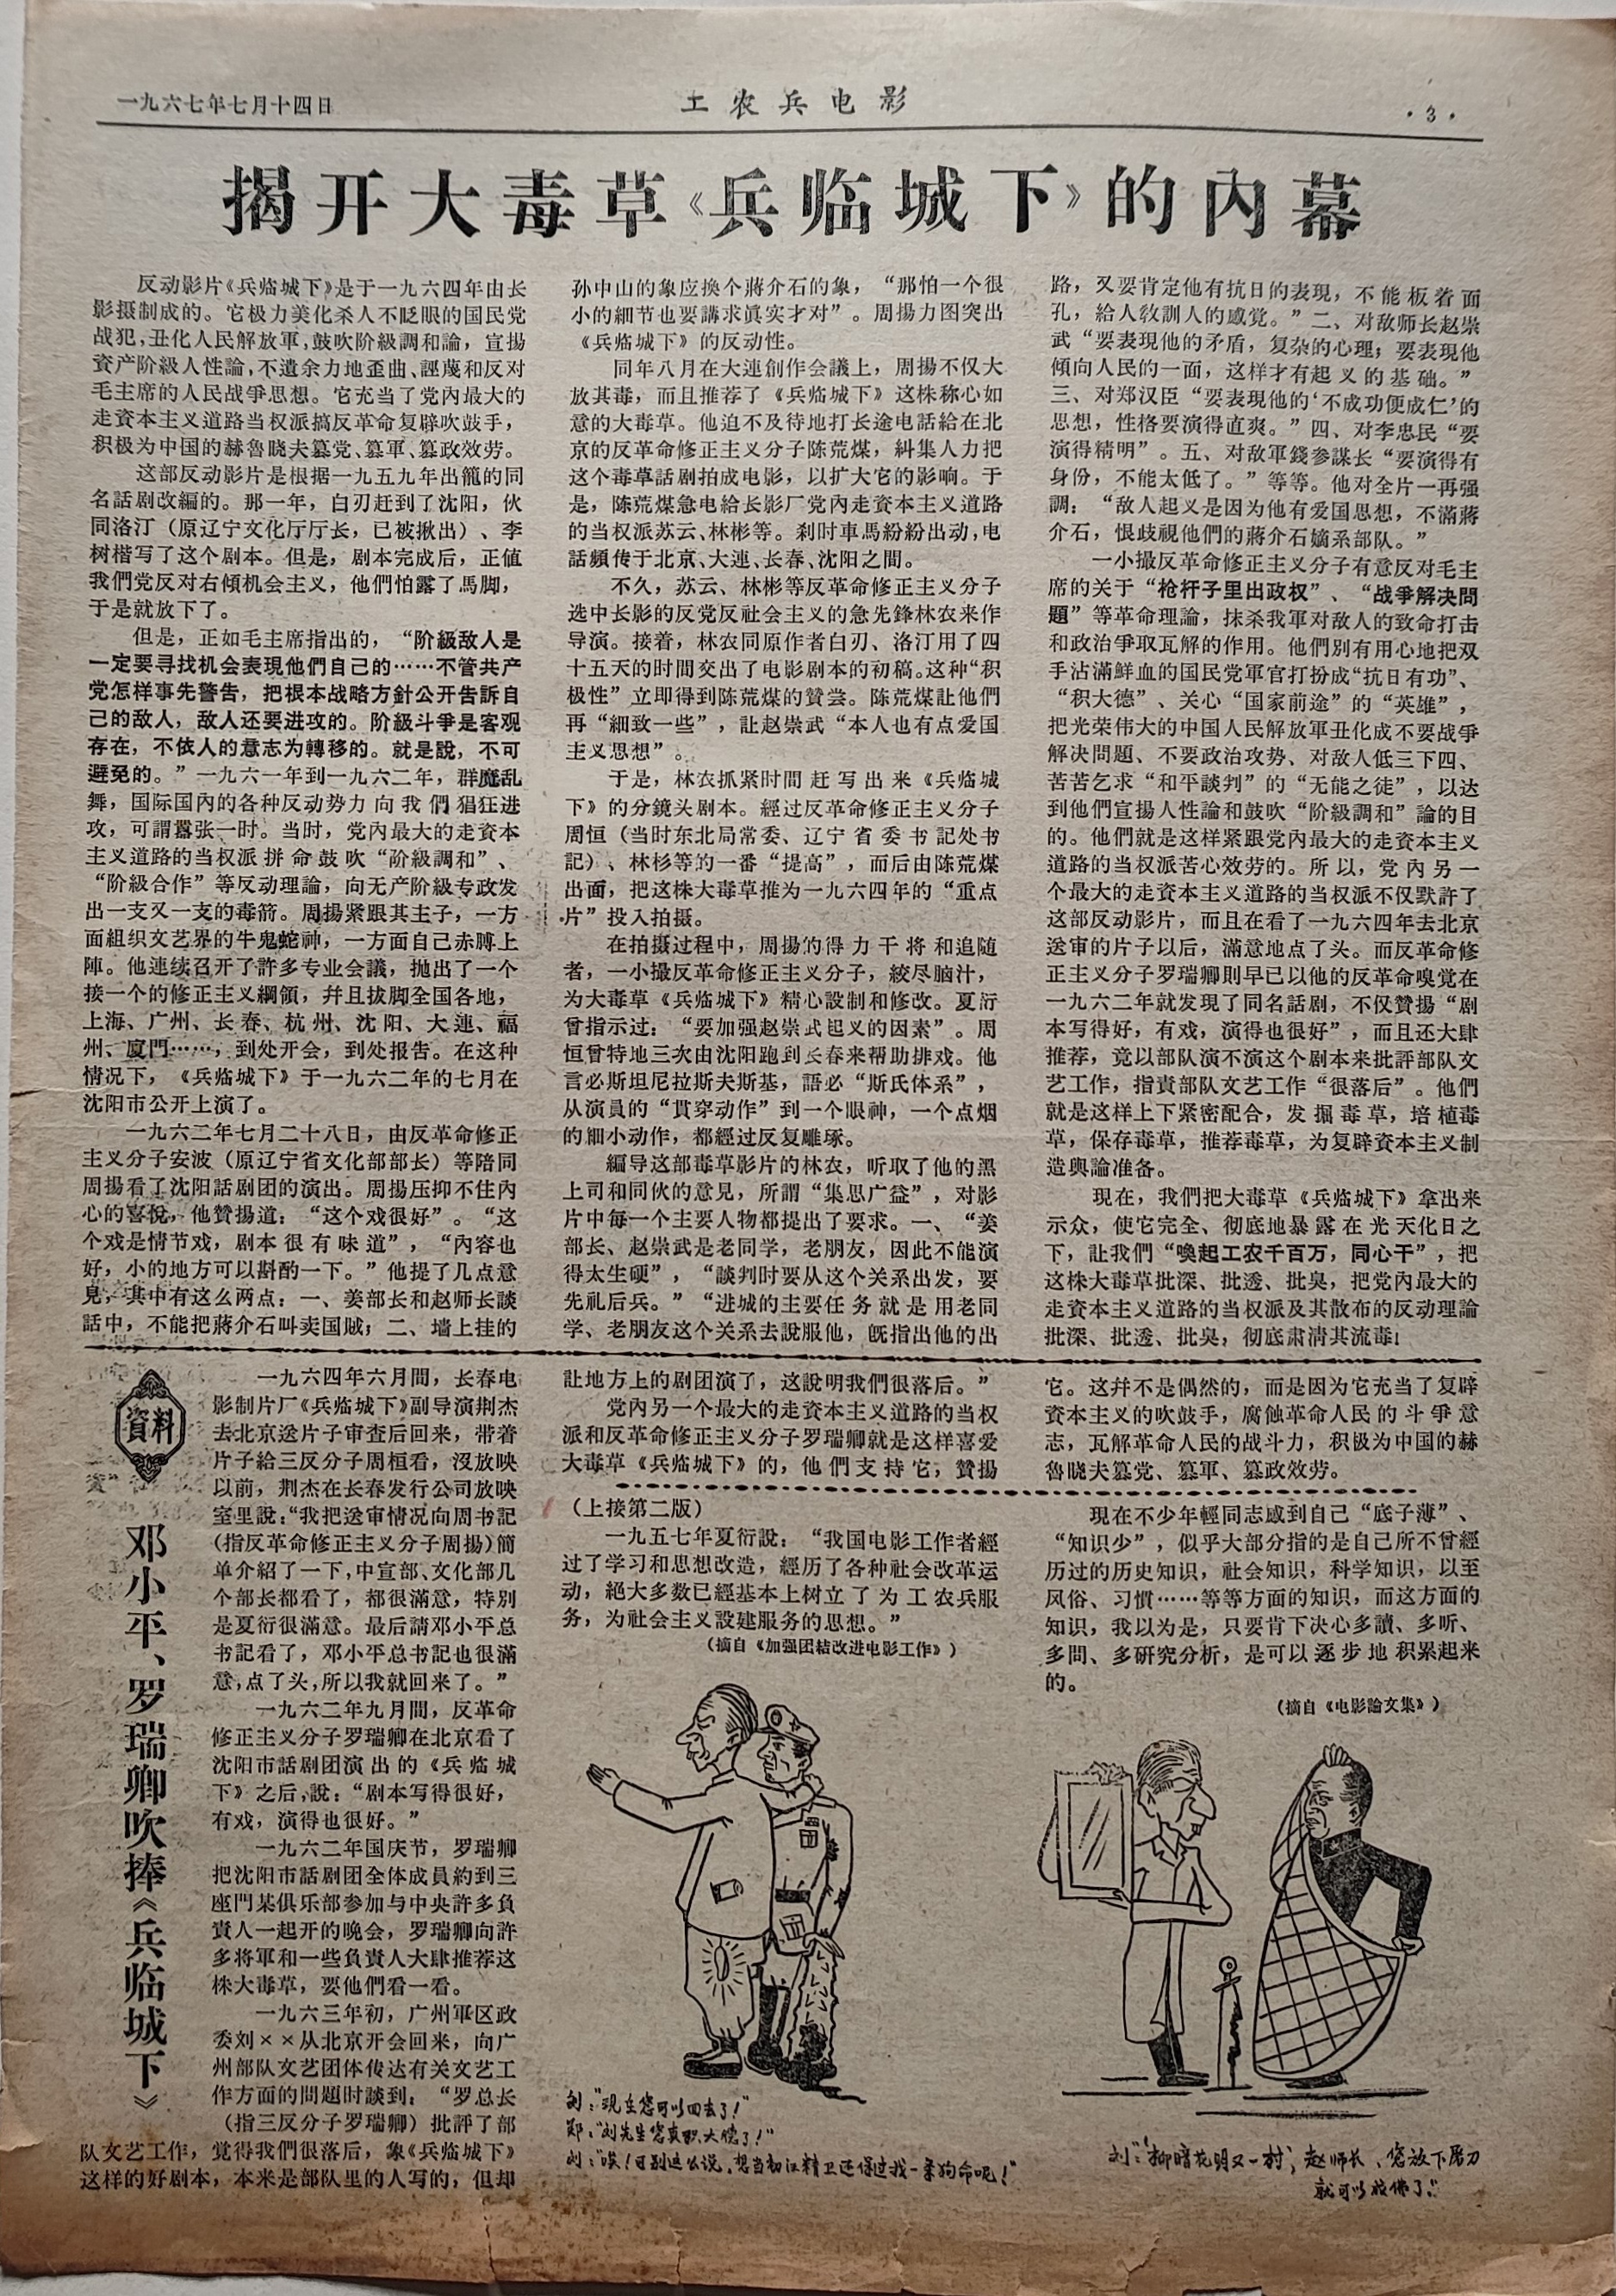 一九六七年七月十四日
工农兵电影
·3·
揭开大毒草《兵临城下》的內幕
反动影片《兵临城下》是于一九六四年由长
影摄制成的。它极力美化杀人不眨眼的国民党
战犯,丑化人民解放軍,鼓吹阶級調和論，宣揚
資产阶級人性論,不遺余力地歪曲、誣蔑和反对
毛主席的人民战爭思想。它充当了党內最大的
走資本主义道路当权派搞反革命复辟吹鼓手，
积极为中国的赫魯晓夫篡党、篡軍、篡政效劳。
这部反动影片是根据一九五九年出籠的同
名話剧改編的。那一年，白刃赶到了沈阳，伙
同洛汀（原辽宁文化厅厅长，已被揪出）、李
树楷写了这个剧本。但是，剧本完成后，正値
我們党反对右傾机会主义，他們怕露了馬脚，
于是就放下了。
但是，正如毛主席指出的，“阶級敌人是
一定要寻找机会表現他們自己的……不管共产
党怎样事先警告，把根本战略方針公开告訴自
己的敌人，敌人还要进攻的。阶級斗爭是客观
存在，不依人的意志为轉移的。就是說，不可
避免的。”一九六一年到一九六二年，群魔乱
舞，国际国內的各种反动势力向我們猖狂进
攻，可謂囂张一时。当时，党內最大的走資本
主义道路的当权派拼命鼓吹“阶級調和”、
“阶級合作”等反动理論，向无产阶級专政发
出一支又一支的毒箭。周揚紧跟其主子，一方
面組织文艺界的牛鬼蛇神，一方面自己赤膊上
陣。他連续召开了許多专业会議，抛出了一个
接一个的修正主义綱領，幷且拔脚全国各地，
上海、广州、长春、杭州、沈阳、大連、福
州、廈門……，到处开会，到处报告。在这种
情况下，《兵临城下》于一九六二年的七月在
沈阳市公开上演了。
一九六二年七月二十八日，由反革命修正
主义分子安波（原辽宁省文化部部长）等陪同
周揚看了沈阳話剧团的演出。周揚压抑不住內
心的喜悅，他贊揚道：“这个戏很好”。“这
个戏是情节戏，剧本很有味道”，“內容也
好，小的地方可以斟酌一下。”他提了几点意
見，其中有这么两点：一、姜部长和赵师长談
話中，不能把蔣介石叫卖国贼；二、墙上挂的
孙中山的象应換个蔣介石的象，“那怕一个很
小的細节也要講求眞实才对”。周揚力图突出
《兵临城下》的反动性。
同年八月在大連創作会議上，周揚不仅大
放其毒，而且推荐了《兵临城下》这株称心如
意的大毒草。他迫不及待地打长途电話給在北
京的反革命修正主义分子陈荒煤，糾集人力把
这个毒草話剧拍成电影，以扩大它的影响。于
是，陈荒煤急电給长影厂党內走資本主义道路
的当权派苏云、林彬等。刹时車馬紛紛出动,电
話頻传于北京、大連、长春、沈阳之間。
不久，苏云、林彬等反革命修正主义分子
选中长影的反党反社会主义的急先鋒林农来作
导演。接着，林农同原作者白刃、洛汀用了四
十五天的时間交出了电影剧本的初稿。这种“积
极性”立即得到陈荒煤的贊尝。陈荒煤让他們
再“細致一些”，让赵崇武“本人也有点爱国
主义思想”。
于是，林农抓紧时間赶写出来《兵临城
下》的分鏡头剧本。經过反革命修正主义分子
周恒（当时东北局常委、辽宁省委书記处书
記）、林杉等的一番“提高”，而后由陈荒煤
出面，把这株大毒草推为一九六四年的“重点
片”投入拍摄。
在拍摄过程中，周揚的得力干将和追随
者，一小撮反革命修正主义分子，絞尽脑汁，
为大毒草《兵临城下》精心設制和修改。夏衍
曾指示过：“要加强赵崇武起义的因素”。周
恒曾特地三次由沈阳跑到长春来帮助排戏。他
言必斯坦尼拉斯夫斯基，語必“斯氏体系”，
从演員的“貫穿动作”到一个眼神，一个点烟
的細小动作，都經过反复雕琢。
編导这部毒草影片的林农，听取了他的黑
上司和同伙的意見，所謂“集思广益”，对影
片中每一个主要人物都提出了要求。一、“姜
部长、赵崇武是老同学，老朋友，因此不能演
得太生硬”，“談判时要从这个关系出发，要
先礼后兵。”“进城的主要任务就是用老同
学、老朋友这个关系去說服他，旣指出他的出
路，又要肯定他有抗日的表現，不能板着面
孔，給人敎訓人的感觉。”二、对敌师长赵崇
武“要表現他的矛盾，复杂的心理；要表現他
傾向人民的一面，这样才有起义的基础。”
三、对郑汉臣“要表現他的‘不成功便成仁’的
思想，性格要演得直爽。”四、对李忠民“要
演得精明”。五、对敌軍錢参謀长“要演得有
身份，不能太低了。”等等。他对全片一再强
調：“敌人起义是因为他有爱国思想，不滿蔣
介石，恨歧視他們的蔣介石嫡系部队。”
一小撮反革命修正主义分子有意反对毛主
席的关于“枪杆子里出政权”、“战爭解决問
題”等革命理論，抹杀我軍对敌人的致命打击
和政治爭取瓦解的作用。他們別有用心地把双
手沾滿鮮血的国民党軍官打扮成“抗日有功”、
“积大德”、关心“国家前途”的“英雄”，
把光荣伟大的中国人民解放軍丑化成不要战爭
解决問題、不要政治攻势、对敌人低三下四、
苦苦乞求“和平談判”的“无能之徒”，以达
到他們宣揚人性論和鼓吹“阶級調和”論的目
的。他們就是这样紧跟党內最大的走資本主义
道路的当权派苦心效劳的。所以，党內另一
个最大的走資本主义道路的当权派不仅默許了
这部反动影片，而且在看了一九六四年去北京
送审的片子以后，滿意地点了头。而反革命修
正主义分子罗瑞卿則早已以他的反革命嗅觉在
一九六二年就发現了同名話剧，不仅贊揚“剧
本写得好，有戏，演得也很好”，而且还大肆
推荐，竟以部队演不演这个剧本来批評部队文
艺工作，指責部队文艺工作“很落后”。他們
就是这样上下紧密配合，发掘毒草，培植毒
草，保存毒草，推荐毒草，为复辟資本主义制
造輿論准备。
現在，我們把大毒草《兵临城下》拿出来
示众，使它完全、彻底地暴露在光天化日之
下，让我們“喚起工农千百万，同心干”，把
这株大毒草批深、批透、批臭，把党內最大的
走資本主义道路的当权派及其散布的反动理論
批深、批透、批臭，彻底肃清其流毒！
資料
邓小平、罗瑞卿吹捧《兵临城下》
一九六四年六月間，长春电
影制片厂《兵临城下》副导演荆杰
去北京送片子审查后回来，带着
片子給三反分子周桓看，沒放映
以前，荆杰在长春发行公司放映
室里說:“我把送审情况向周书記
(指反革命修正主义分子周揚)简
单介紹了一下,中宣部、文化部几
个部长都看了，都很滿意，特別
是夏衍很滿意。最后請邓小平总
书記看了，邓小平总书記也很滿
意,点了头,所以我就回来了。”
一九六二年九月間，反革命
修正主义分子罗瑞卿在北京看了
沈阳市話剧团演出的《兵临城
下》之后,說：“剧本写得很好，
有戏，演得也很好。”
一九六二年国庆节，罗瑞卿
把沈阳市話剧团全体成員約到三
座門某俱乐部参加与中央許多負
責人一起开的晚会，罗瑞卿向許
多将軍和一些負責人大肆推荐这
株大毒草，要他們看一看。
一九六三年初，广州軍区政
委刘××从北京开会回来，向广
州部队文艺团体传达有关文艺工
作方面的問題时談到：“罗总长
（指三反分子罗瑞卿）批評了部
队文艺工作，觉得我們很落后，象《兵临城下》
这样的好剧本，本来是部队里的人写的，但却
让地方上的剧团演了，这說明我們很落后。”
党內另一个最大的走資本主义道路的当权
派和反革命修正主义分子罗瑞卿就是这样喜爱
大毒草《兵临城下》的，他們支持它，贊揚
它。这幷不是偶然的，而是因为它充当了复辟
資本主义的吹鼓手，腐蝕革命人民的斗爭意
志，瓦解革命人民的战斗力，积极为中国的赫
魯晓夫篡党、篡軍、篡政效劳。
（上接第二版）
一九五七年夏衍說：“我国电影工作者經
过了学习和思想改造，經历了各种社会改革运
动，絕大多数已經基本上树立了为工农兵服
务，为社会主义設建服务的思想。”
（摘自《加强团結改进电影工作》）
現在不少年輕同志感到自己“底子薄”、
“知识少”，似乎大部分指的是自己所不曾經
历过的历史知识，社会知识，科学知识，以至
风俗、习慣……等等方面的知识，而这方面的
知识，我以为是，只要肯下决心多讀、多听、
多問、多研究分析，是可以逐步地积累起来
的。
（摘自《电影論文集》）
刘：“现在您可以回去了！”
郑：“刘先生您真职大德了！”
刘：“唉！可别这么说，想当初汪精卫还保过我一条狗命呢！”
刘：“‘柳暗花明又一村’，赵师长、您放下屠刀
就可以成佛了。”